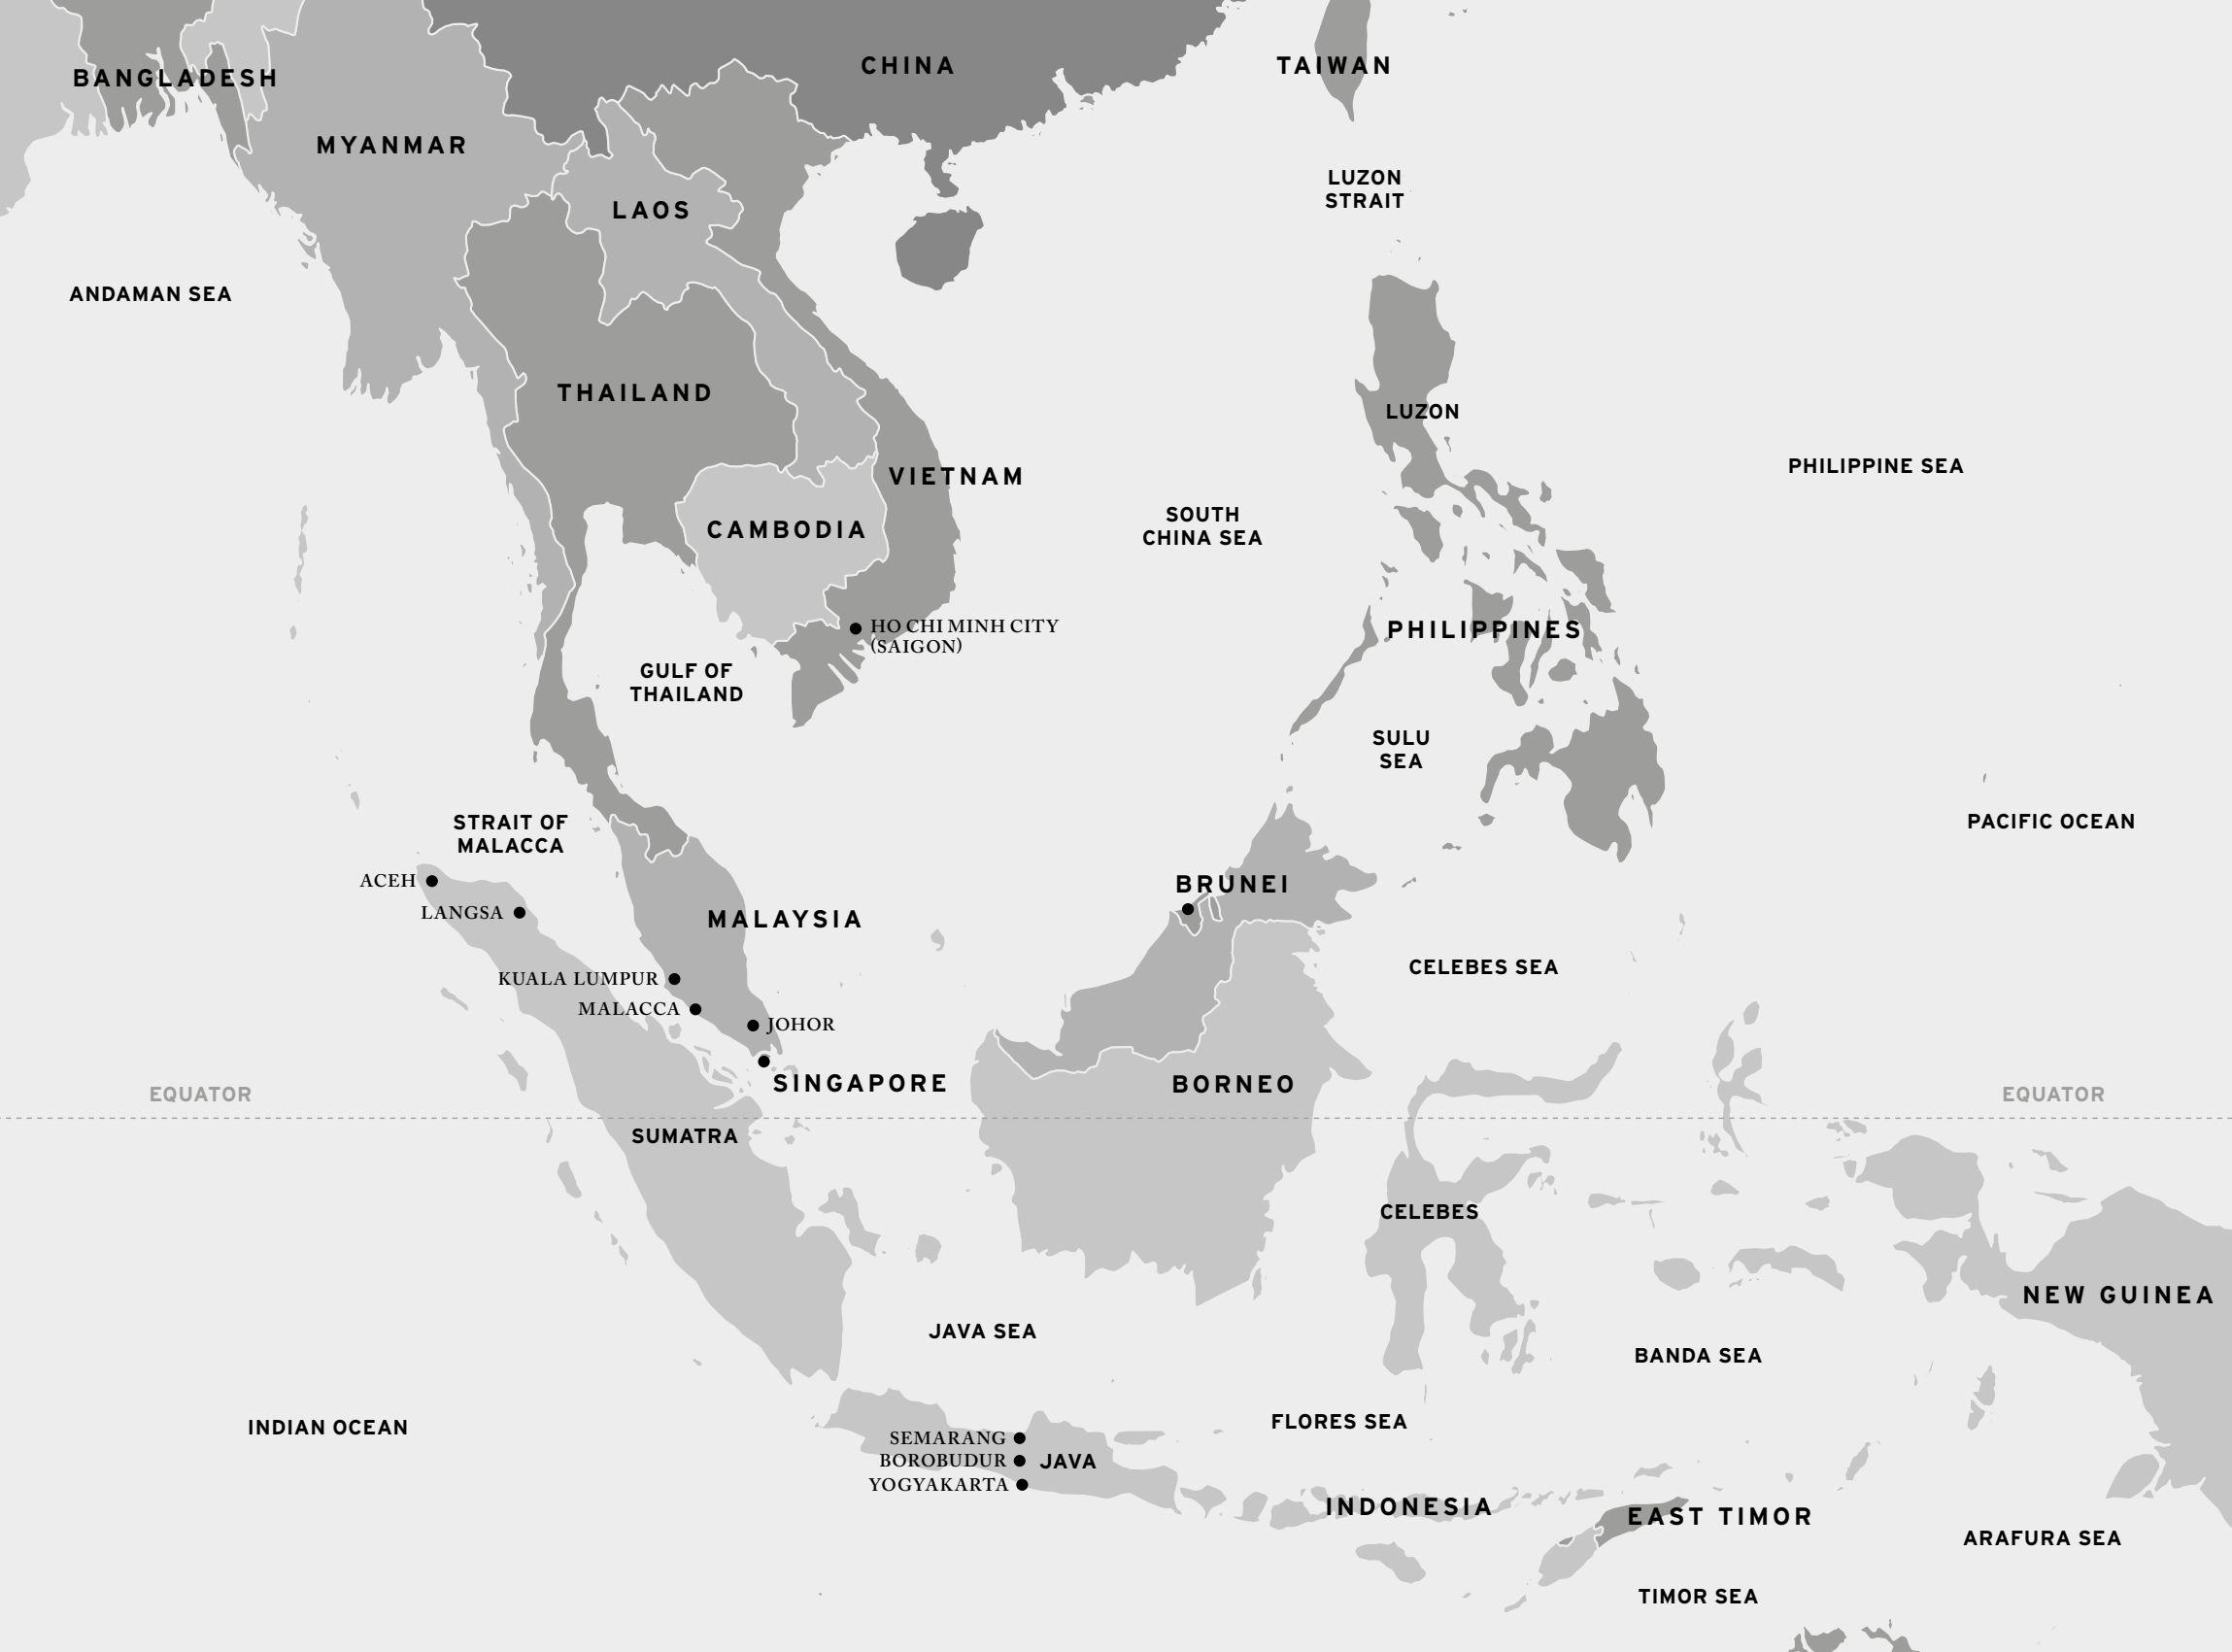 CHINA
TAIWAN
BANGLADESH
MYANMAR
LUZON
STRAIT
LAOS
ANDAMAN SEA
THAILAND
LUZON
PHILIPPINE SEA
VIETNAM
SOUTH
CHINA SEA
CAMBODIA
HO CHI MINH CITY
(SAIGON)
PHILIPPINES
GULF OF
THAILAND
SULU
SEA
STRAIT OF
MALACCA
PACIFIC OCEAN
ACEH
BRUNEI
LANGSA
MALAYSIA
CELEBES SEA
KUALA LUMPUR
MALACCA
JOHOR
SINGAPORE
BORNEO
EQUATOR
EQUATOR
SUMATRA
CELEBES
NEW GUINEA
JAVA SEA
BANDA SEA
INDIAN OCEAN
FLORES SEA
SEMARANG
BOROBUDUR
JAVA
YOGYAKARTA
INDONESIA
EAST TIMOR
ARAFURA SEA
TIMOR SEA